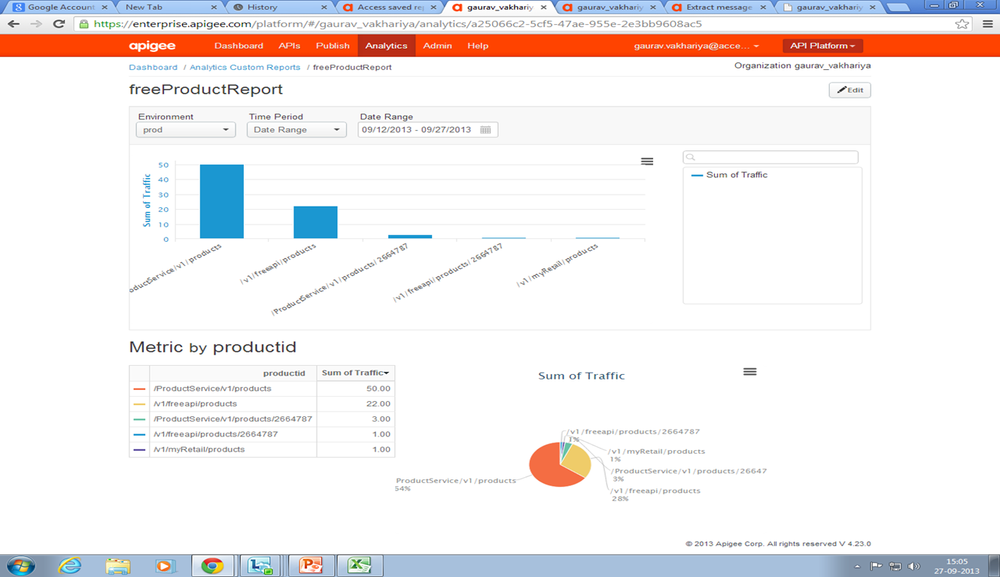 Google Account
New Tab
History
Access saved re
gaurav_vakhariy
gaurav_vakhariy
Extract message
gaurav_vakhariy
https://enterprise.apigee.com/platform/#/gaurav_vakhariya/analytics/a25066c2-5cf5-47ae-955e-2e3bb9608ac5
apigee Dashboard APIs Publish Analytics Admin Help gaurav.vakhariya@acce... API Platform
Dashboard / Analytics Custom Reports / freeProductReport Organization gaurav_vakhariya
freeProductReport Edit
Environment Time Period Date Range
prod Date Range 09/12/2013 - 09/27/2013
Sum of Traffic
50
40
30
20
10
0
oductService/v1/products
/v1/freeapi/products
/ProductService/v1/products/2664787
/v1/freeapi/products/2664787
/v1/myRetail/products
Sum of Traffic
Metric by productid
productid Sum of Traffic
/ProductService/v1/products 50.00
/v1/freeapi/products 22.00
/ProductService/v1/products/2664787 3.00
/v1/freeapi/products/2664787 1.00
/v1/myRetail/products 1.00
Sum of Traffic
/v1/freeapi/products/2664787
1%
/v1/myRetail/products
1%
/ProductService/v1/products/26647
3%
ProductService/v1/products
54%
/v1/freeapi/products
28%
© 2013 Apigee Corp. All rights reserved V 4.23.0
15:05
27-09-2013